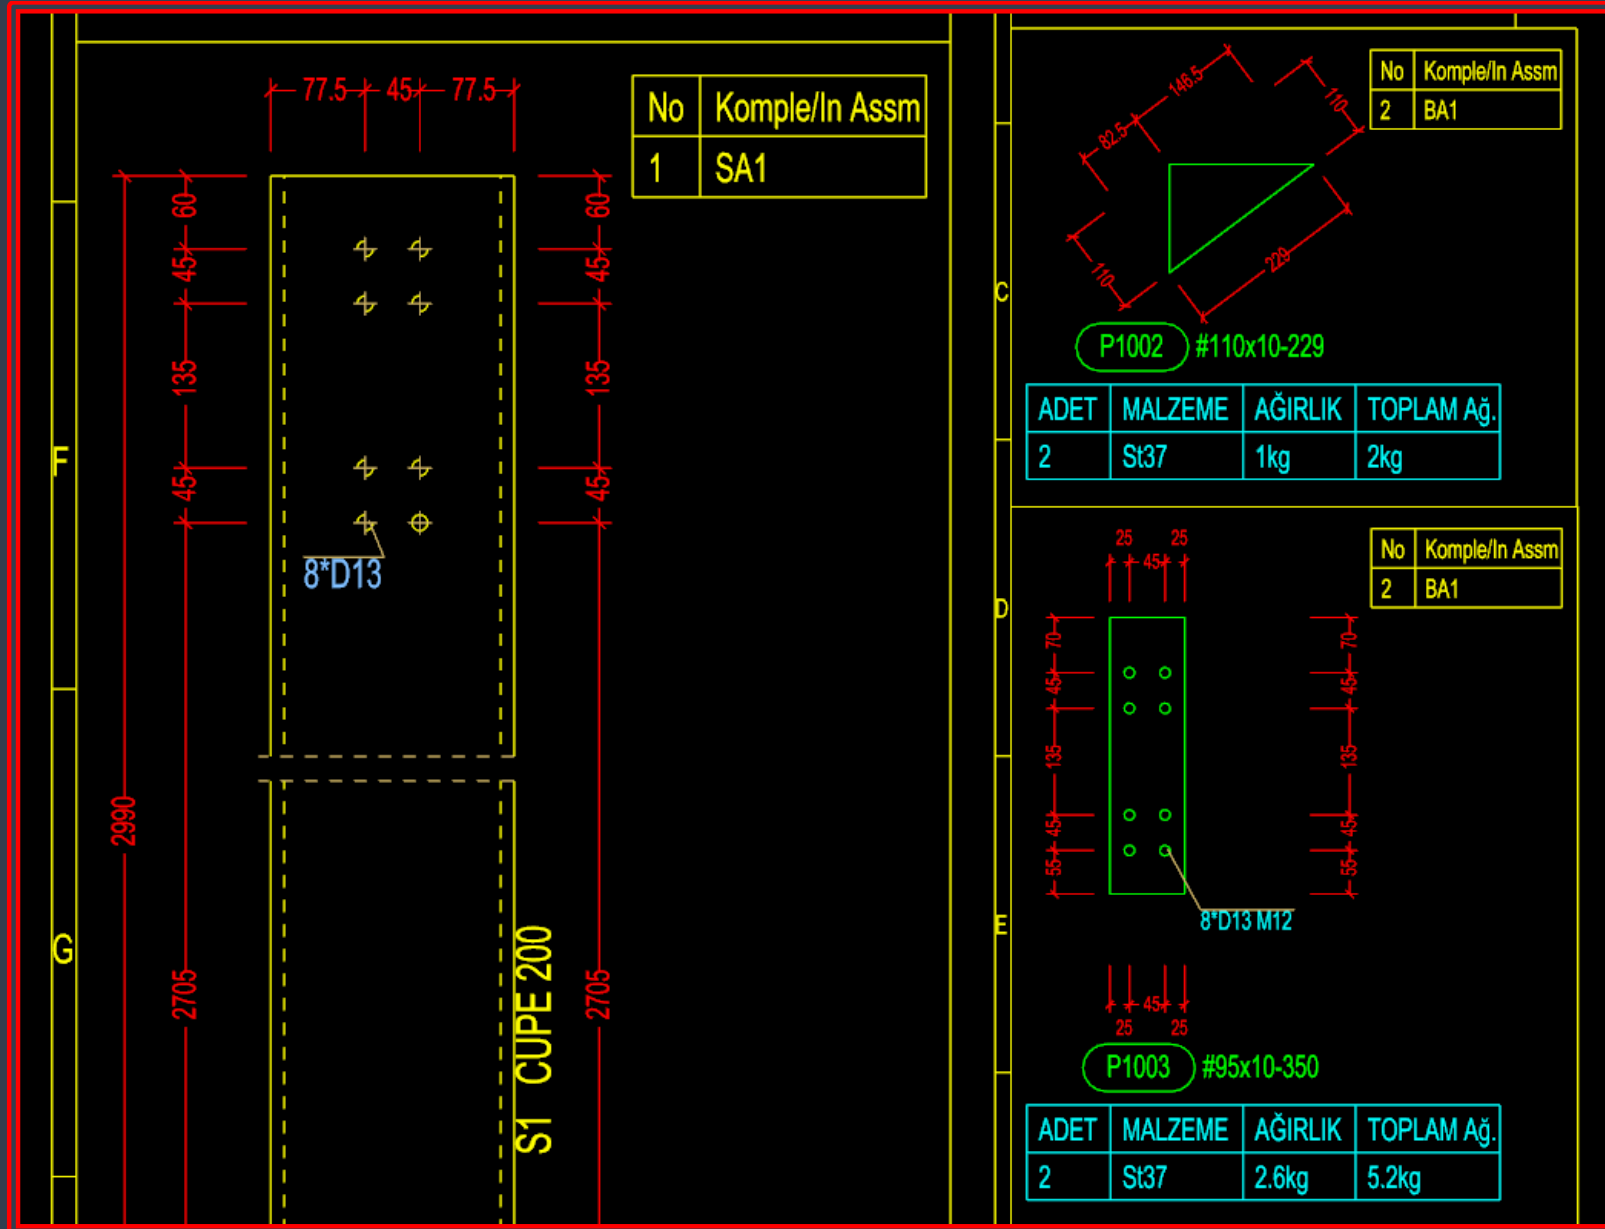 77.5 45 77.5
No Komple/In Assm
1 SA1
60 60
45 45
135 135
45 45
8*D13
2990
2705 2705
S1 CUPE 200
F
G
No Komple/In Assm
2 BA1
146.5
82.5
110
110
229
C
P1002 #110x10-229
ADET MALZEME AĞIRLIK TOPLAM Ağ.
2 St37 1kg 2kg
No Komple/In Assm
2 BA1
25 25
45
D
70 70
45 45
135 135
45 45
55 55
E
8*D13 M12
45
25 25
P1003 #95x10-350
ADET MALZEME AĞIRLIK TOPLAM Ağ.
2 St37 2.6kg 5.2kg